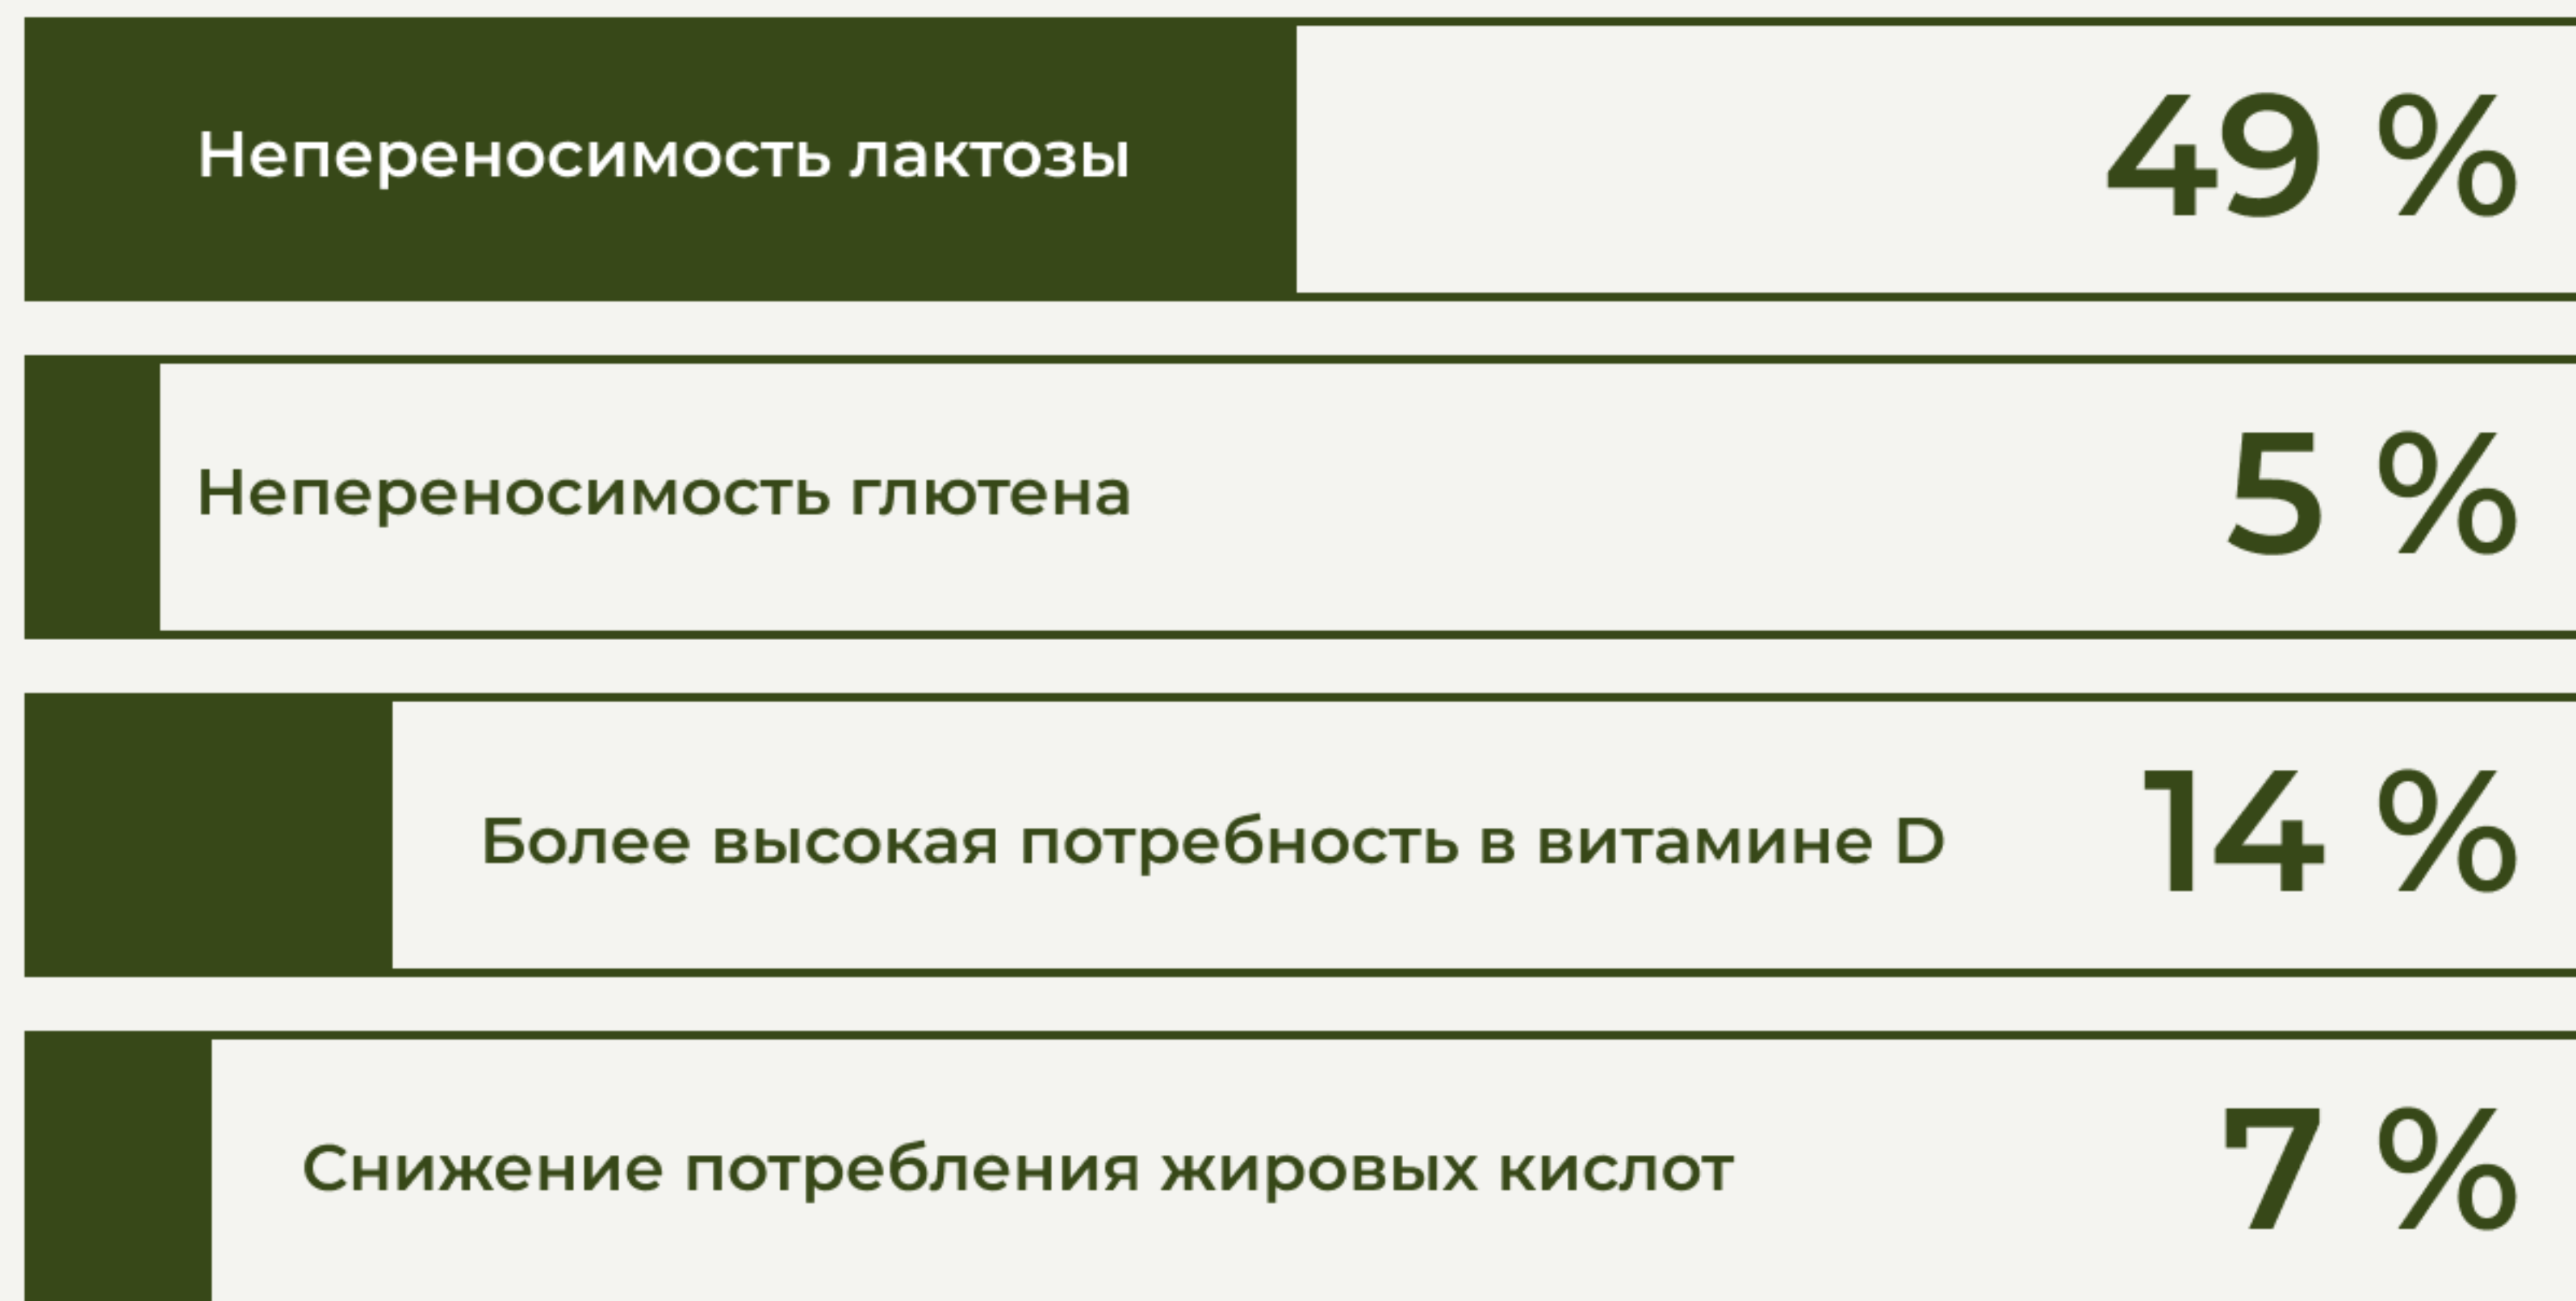 Непереносимость лактозы 49 %
Непереносимость глютена 5 %
Более высокая потребность в витамине D 14 %
Снижение потребления жировых кислот 7 %